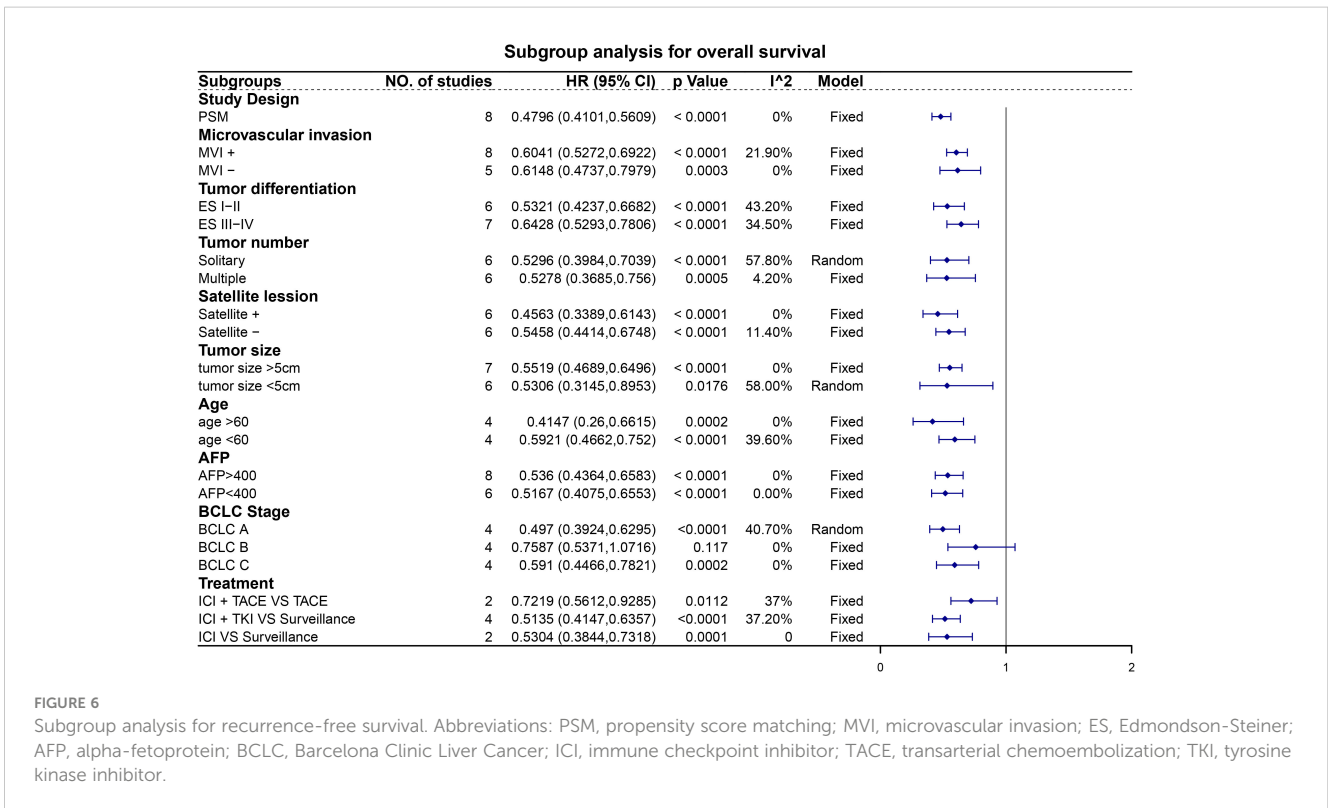 Subgroup analysis for overall survival
Subgroups NO. of studies HR (95% CI) p Value I^2 Model
Study Design
PSM 8 0.4796 (0.4101,0.5609) < 0.0001 0% Fixed
Microvascular invasion
MVI + 8 0.6041 (0.5272,0.6922) < 0.0001 21.90% Fixed
MVI − 5 0.6148 (0.4737,0.7979) 0.0003 0% Fixed
Tumor differentiation
ES I−II 6 0.5321 (0.4237,0.6682) < 0.0001 43.20% Fixed
ES III−IV 7 0.6428 (0.5293,0.7806) < 0.0001 34.50% Fixed
Tumor number
Solitary 6 0.5296 (0.3984,0.7039) < 0.0001 57.80% Random
Multiple 6 0.5278 (0.3685,0.756) 0.0005 4.20% Fixed
Satellite lession
Satellite + 6 0.4563 (0.3389,0.6143) < 0.0001 0% Fixed
Satellite − 6 0.5458 (0.4414,0.6748) < 0.0001 11.40% Fixed
Tumor size
tumor size >5cm 7 0.5519 (0.4689,0.6496) < 0.0001 0% Fixed
tumor size <5cm 6 0.5306 (0.3145,0.8953) 0.0176 58.00% Random
Age
age >60 4 0.4147 (0.26,0.6615) 0.0002 0% Fixed
age <60 4 0.5921 (0.4662,0.752) < 0.0001 39.60% Fixed
AFP
AFP>400 8 0.536 (0.4364,0.6583) < 0.0001 0% Fixed
AFP<400 6 0.5167 (0.4075,0.6553) < 0.0001 0.00% Fixed
BCLC Stage
BCLC A 4 0.497 (0.3924,0.6295) <0.0001 40.70% Random
BCLC B 4 0.7587 (0.5371,1.0716) 0.117 0% Fixed
BCLC C 4 0.591 (0.4466,0.7821) 0.0002 0% Fixed
Treatment
ICI + TACE VS TACE 2 0.7219 (0.5612,0.9285) 0.0112 37% Fixed
ICI + TKI VS Surveillance 4 0.5135 (0.4147,0.6357) <0.0001 37.20% Fixed
ICI VS Surveillance 2 0.5304 (0.3844,0.7318) 0.0001 0 Fixed
0 1 2
FIGURE 6
Subgroup analysis for recurrence-free survival. Abbreviations: PSM, propensity score matching; MVI, microvascular invasion; ES, Edmondson-Steiner;
AFP, alpha-fetoprotein; BCLC, Barcelona Clinic Liver Cancer; ICI, immune checkpoint inhibitor; TACE, transarterial chemoembolization; TKI, tyrosine
kinase inhibitor.